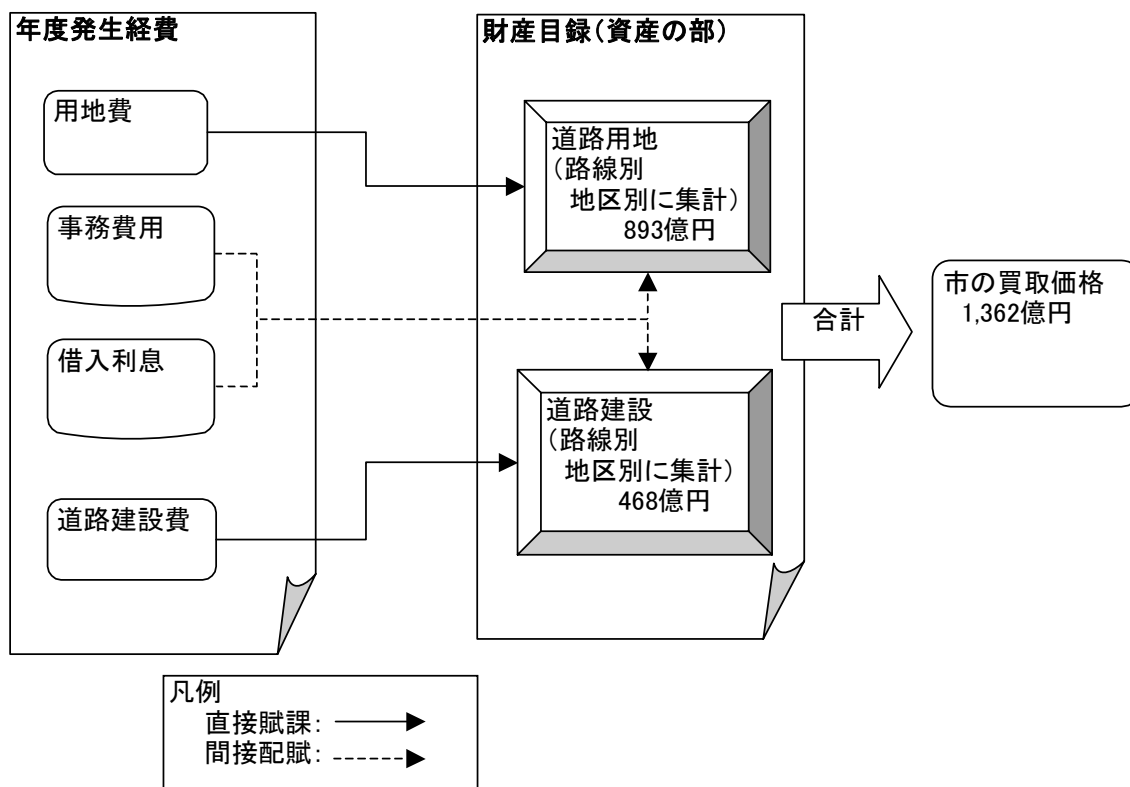 年度発生経費
用地費
事務費用
借入利息
道路建設費
財産目録(資産の部)
道路用地
(路線別
地区別に集計)
893億円
道路建設
(路線別
地区別に集計)
468億円
合計
市の買取価格
1,362億円
凡例
直接賦課:
間接配賦: